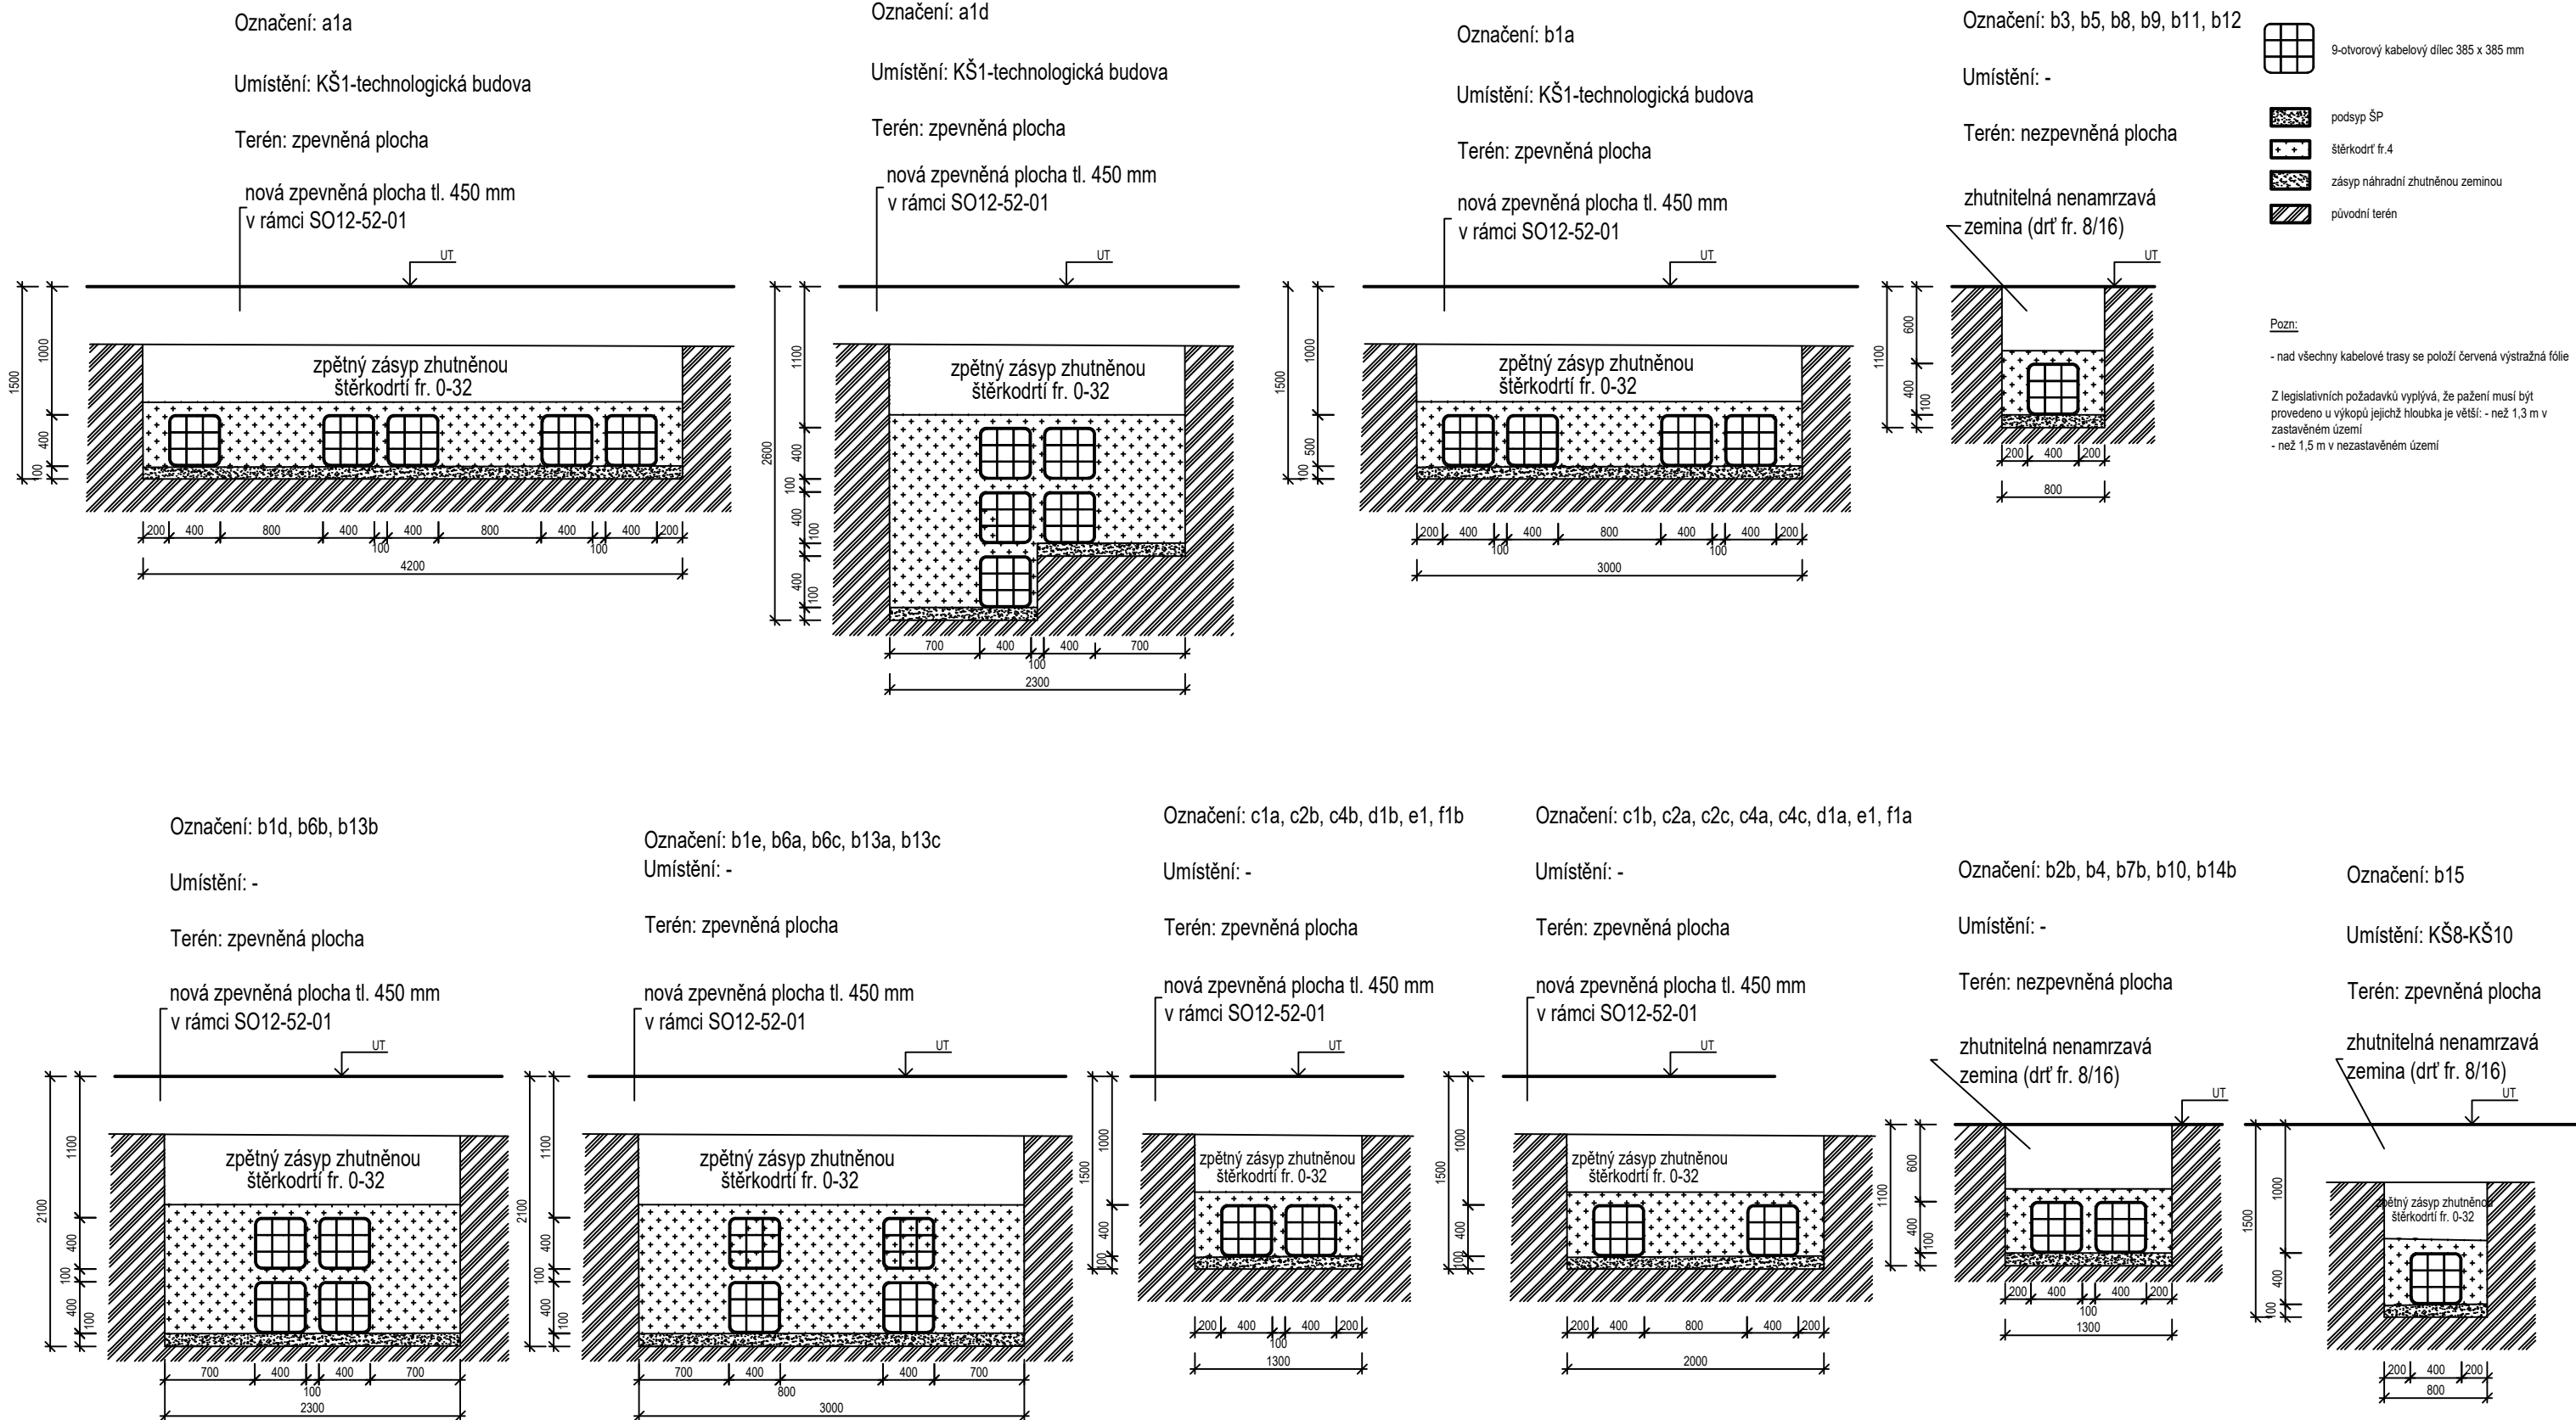 Označení: a1a
Umístění: KŠ1-technologická budova
Terén: zpevněná plocha
nová zpevněná plocha tl. 450 mm
v rámci SO12-52-01
UT
zpětný zásyp zhutněnou
štěrkodrtí fr. 0-32
1500
1000
400
100
200 400 800 400 400 800 400 400 200
100 100
4200
Označení: a1d
Umístění: KŠ1-technologická budova
Terén: zpevněná plocha
nová zpevněná plocha tl. 450 mm
v rámci SO12-52-01
UT
zpětný zásyp zhutněnou
štěrkodrtí fr. 0-32
2600
1100
400
100
400
100
400
100
700 400 400 700
100
2300
Označení: b1a
Umístění: KŠ1-technologická budova
Terén: zpevněná plocha
nová zpevněná plocha tl. 450 mm
v rámci SO12-52-01
UT
zpětný zásyp zhutněnou
štěrkodrtí fr. 0-32
1500
1000
500
100
200 400 400 800 400 400 200
100 100
3000
Označení: b3, b5, b8, b9, b11, b12
Umístění: -
Terén: nezpevněná plocha
zhutnitelná nenamrzavá
zemina (drť fr. 8/16)
UT
1100
600
400
100
200 400 200
800
9-otvorový kabelový dílec 385 x 385 mm
podsyp ŠP
štěrkodrť fr.4
zásyp náhradní zhutněnou zeminou
původní terén
Pozn:
- nad všechny kabelové trasy se položí červená výstražná fólie
Z legislativních požadavků vyplývá, že pažení musí být
provedeno u výkopů jejichž hloubka je větší: - než 1,3 m v
zastavěném území
- než 1,5 m v nezastavěném území
Označení: b1d, b6b, b13b
Umístění: -
Terén: zpevněná plocha
nová zpevněná plocha tl. 450 mm
v rámci SO12-52-01
UT
zpětný zásyp zhutněnou
štěrkodrtí fr. 0-32
2100
1100
400
100
400
100
700 400 400 700
100
2300
Označení: b1e, b6a, b6c, b13a, b13c
Umístění: -
Terén: zpevněná plocha
nová zpevněná plocha tl. 450 mm
v rámci SO12-52-01
UT
zpětný zásyp zhutněnou
štěrkodrtí fr. 0-32
2100
1100
400
100
400
100
700 400 400 700
800
3000
Označení: c1a, c2b, c4b, d1b, e1, f1b
Umístění: -
Terén: zpevněná plocha
nová zpevněná plocha tl. 450 mm
v rámci SO12-52-01
UT
zpětný zásyp zhutněnou
štěrkodrtí fr. 0-32
1500
1000
400
100
200 400 400 200
100
1300
Označení: c1b, c2a, c2c, c4a, c4c, d1a, e1, f1a
Umístění: -
Terén: zpevněná plocha
nová zpevněná plocha tl. 450 mm
v rámci SO12-52-01
UT
zpětný zásyp zhutněnou
štěrkodrtí fr. 0-32
1500
1000
400
100
200 400 800 400 200
2000
Označení: b2b, b4, b7b, b10, b14b
Umístění: -
Terén: nezpevněná plocha
zhutnitelná nenamrzavá
zemina (drť fr. 8/16)
UT
1100
600
400
100
200 400 400 200
100
1300
Označení: b15
Umístění: KŠ8-KŠ10
Terén: zpevněná plocha
zhutnitelná nenamrzavá
zemina (drť fr. 8/16)
UT
zpětný zásyp zhutněnou
štěrkodrtí fr. 0-32
1500
1000
400
100
200 400 200
800